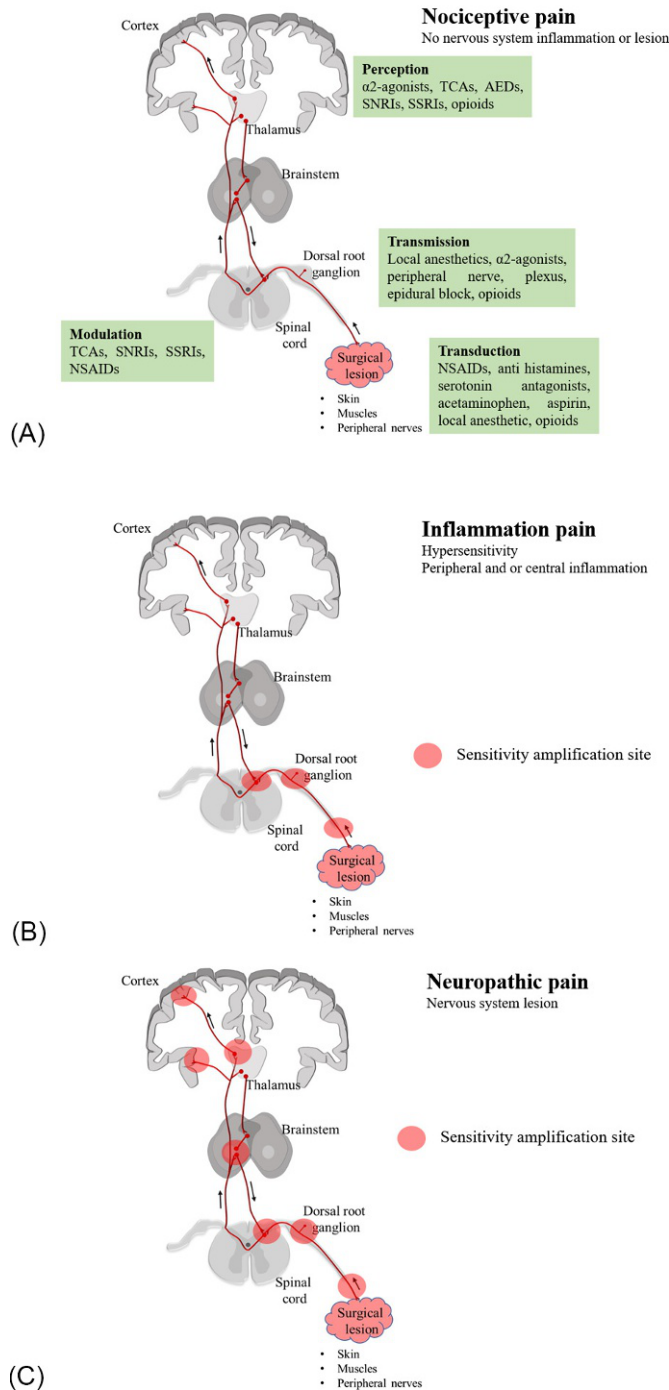 Nociceptive pain
No nervous system inflammation or lesion
Cortex
Perception
α2-agonists, TCAs, AEDs,
SNRIs, SSRIs, opioids
Thalamus
Brainstem
Transmission
Local anesthetics, α2-agonists,
peripheral nerve, plexus,
epidural block, opioids
Dorsal root
ganglion
Spinal
cord
Modulation
TCAs, SNRIs, SSRIs,
NSAIDs
Surgical
lesion
Transduction
NSAIDs, anti histamines,
serotonin antagonists,
acetaminophen, aspirin,
local anesthetic, opioids
• Skin
• Muscles
• Peripheral nerves
(A)
Inflammation pain
Hypersensitivity
Peripheral and or central inflammation
Cortex
Thalamus
Brainstem
Sensitivity amplification site
Dorsal root
ganglion
Spinal
cord
Surgical
lesion
• Skin
• Muscles
• Peripheral nerves
(B)
Neuropathic pain
Nervous system lesion
Cortex
Thalamus
Brainstem
Sensitivity amplification site
Dorsal root
ganglion
Spinal
cord
Surgical
lesion
• Skin
• Muscles
• Peripheral nerves
(C)